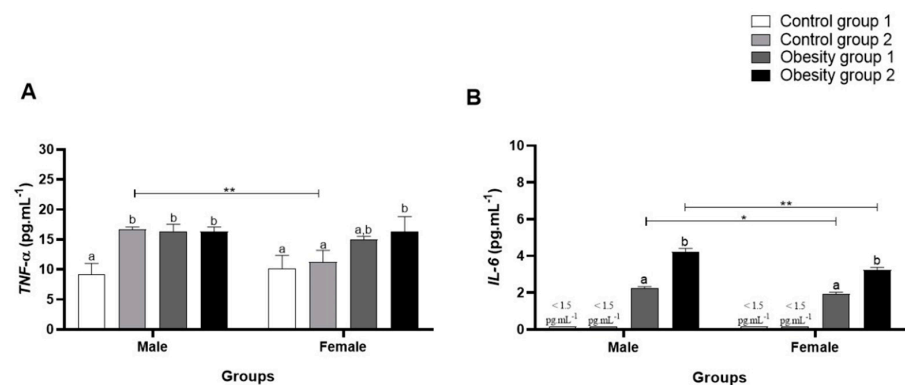 Control group 1
Control group 2
Obesity group 1
Obesity group 2
A
TNF-α (pg.mL⁻¹)
30
25
20
15
10
5
0
**
a
b
b
b
a
a
a,b
b
Male
Female
Groups
B
IL-6 (pg.mL⁻¹)
10
8
6
4
2
0
**
*
< 1.5
pg.mL⁻¹
< 1.5
pg.mL⁻¹
a
b
< 1.5
pg.mL⁻¹
< 1.5
pg.mL⁻¹
a
b
Male
Female
Groups